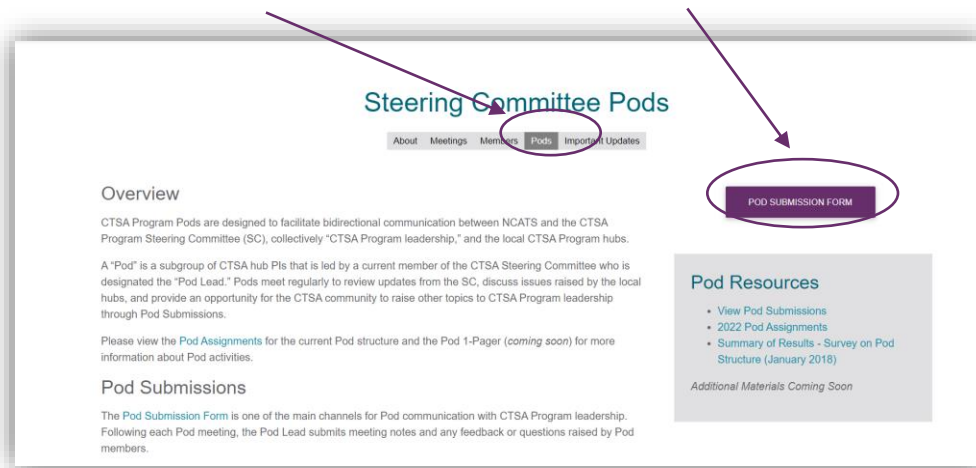 Steering Committee Pods
About Meetings Members Pods Important Updates
Overview
CTSA Program Pods are designed to facilitate bidirectional communication between NCATS and the CTSA
Program Steering Committee (SC), collectively “CTSA Program leadership,” and the local CTSA Program hubs.
A “Pod” is a subgroup of CTSA hub PIs that is led by a current member of the CTSA Steering Committee who is
designated the “Pod Lead.” Pods meet regularly to review updates from the SC, discuss issues raised by the local
hubs, and provide an opportunity for the CTSA community to raise other topics to CTSA Program leadership
through Pod Submissions.
Please view the Pod Assignments for the current Pod structure and the Pod 1-Pager (coming soon) for more
information about Pod activities.
Pod Submissions
The Pod Submission Form is one of the main channels for Pod communication with CTSA Program leadership.
Following each Pod meeting, the Pod Lead submits meeting notes and any feedback or questions raised by Pod
members.
POD SUBMISSION FORM
Pod Resources
• View Pod Submissions
• 2022 Pod Assignments
• Summary of Results - Survey on Pod
Structure (January 2018)
Additional Materials Coming Soon